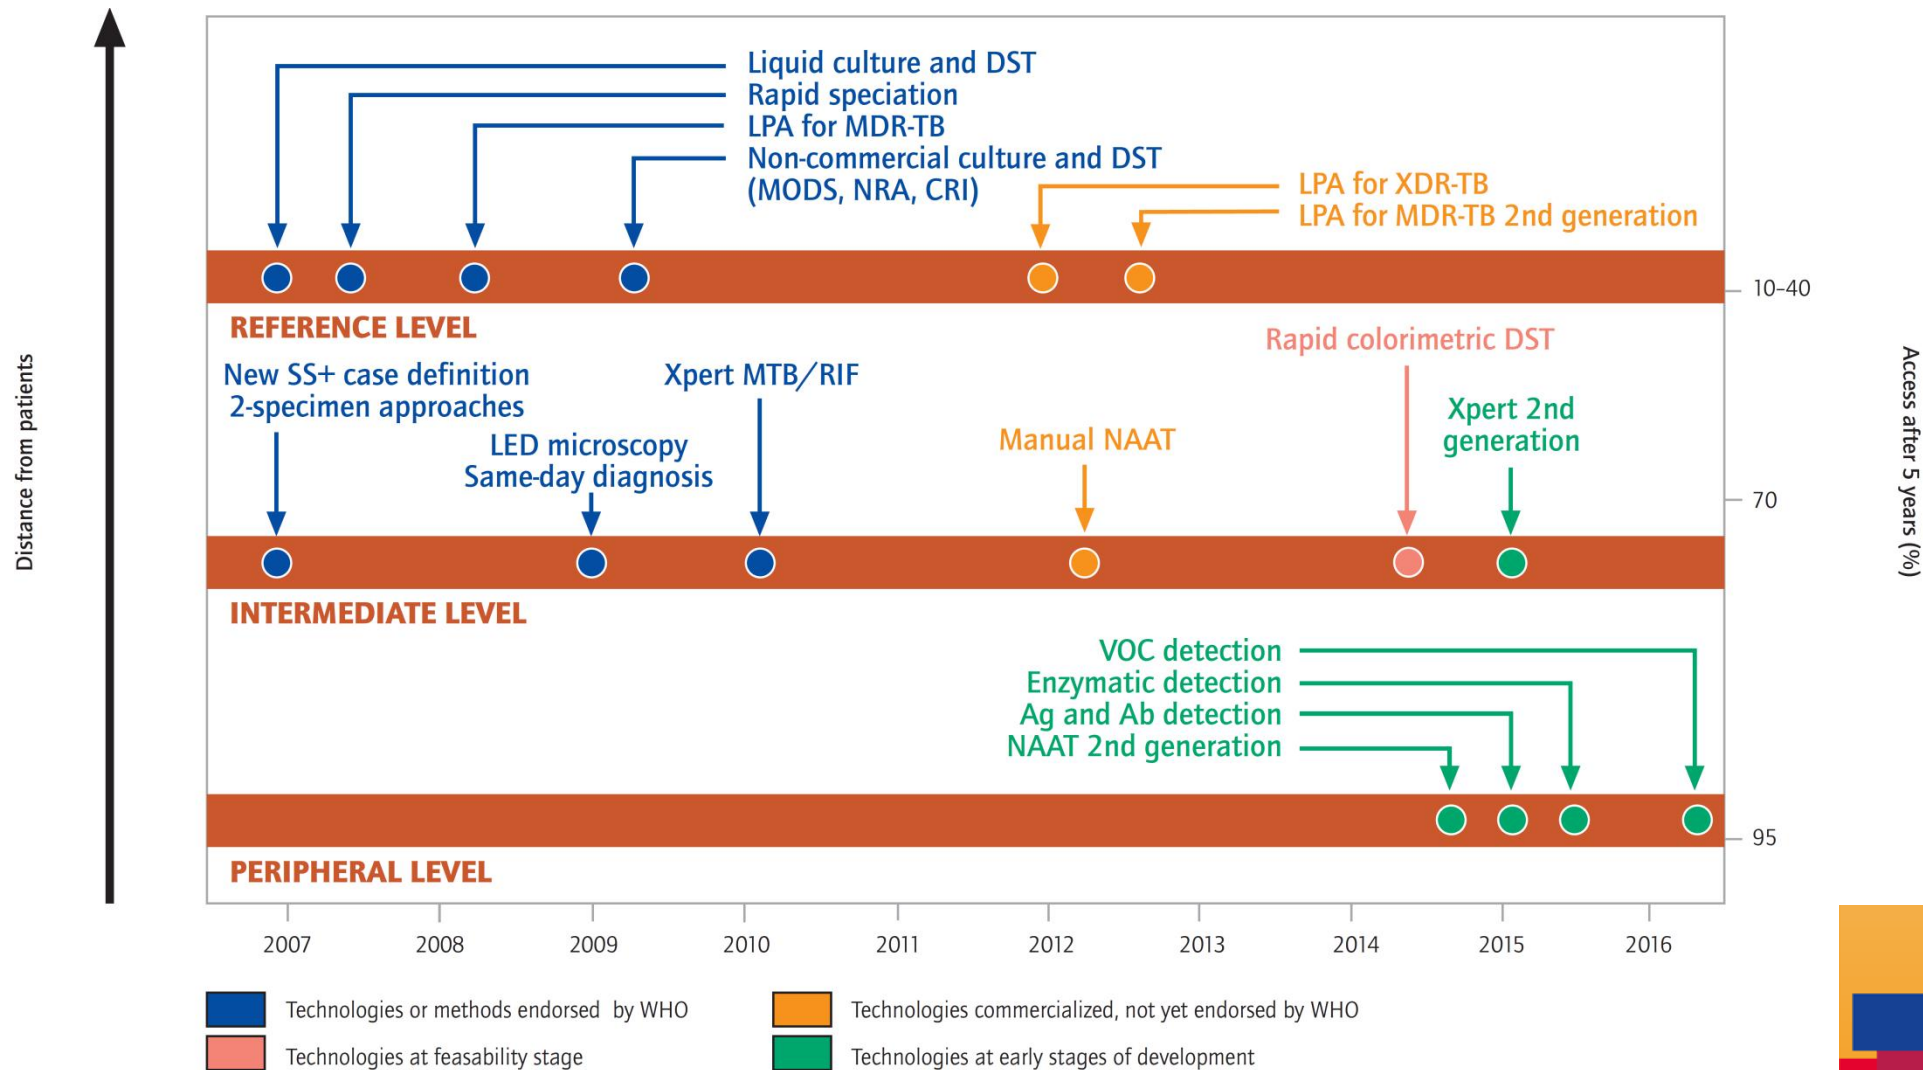 Liquid culture and DST
Rapid speciation
LPA for MDR-TB
Non-commercial culture and DST
(MODS, NRA, CRI)
LPA for XDR-TB
LPA for MDR-TB 2nd generation
10-40
REFERENCE LEVEL
Rapid colorimetric DST
New SS+ case definition
2-specimen approaches
Xpert MTB/RIF
LED microscopy
Same-day diagnosis
Manual NAAT
Xpert 2nd
generation
70
INTERMEDIATE LEVEL
VOC detection
Enzymatic detection
Ag and Ab detection
NAAT 2nd generation
95
PERIPHERAL LEVEL
Distance from patients
Access after 5 years (%)
2007 2008 2009 2010 2011 2012 2013 2014 2015 2016
Technologies or methods endorsed by WHO
Technologies commercialized, not yet endorsed by WHO
Technologies at feasability stage
Technologies at early stages of development